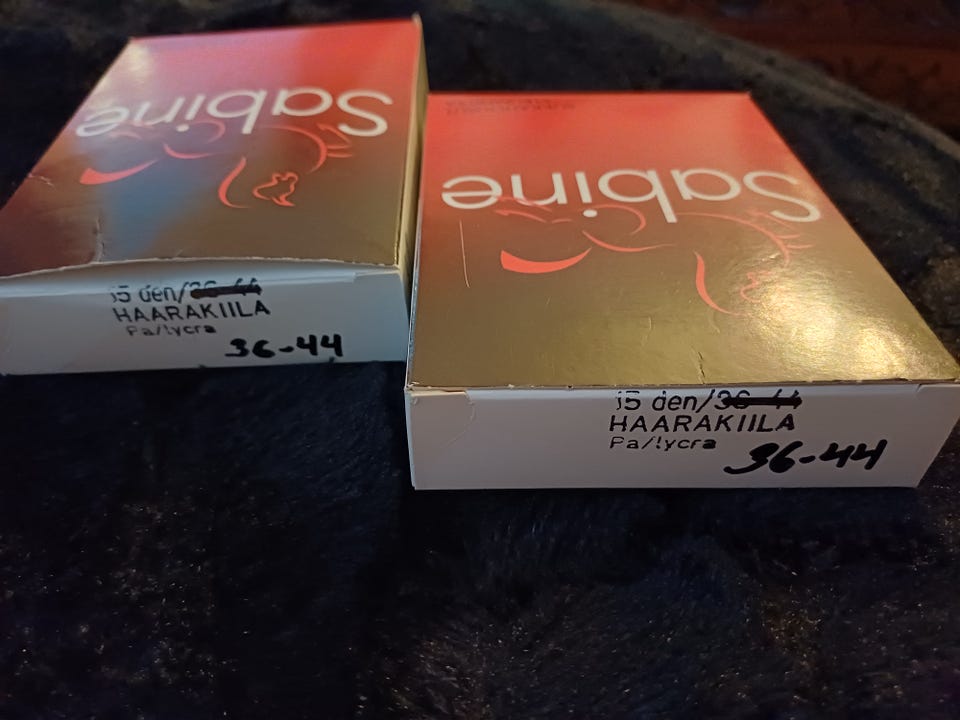 Sabine
15 den/36-44
HAARAKIILA
Pa/lycra
36-44
Sabine
15 den/36-44
HAARAKIILA
Pa/lycra
36-44